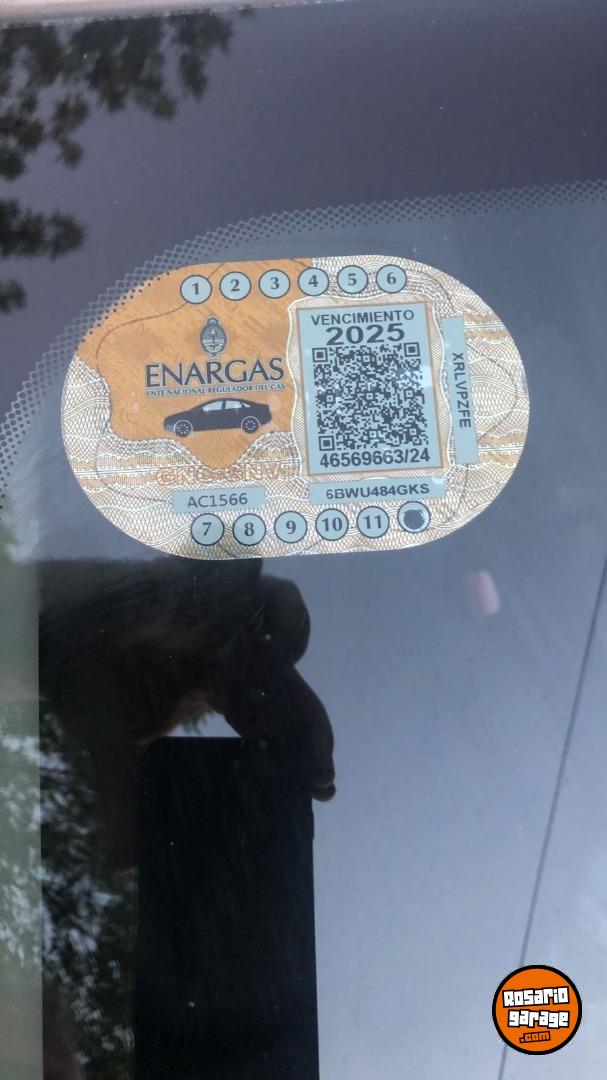 1 2 3 4 5 6
ENARGAS
ENTE NACIONAL REGULADOR DEL GAS
VENCIMIENTO
2025
46569663/24
XRLVPZFE
AC1566
6BWU484GKS
7 8 9 10 11
Rosario
garage
.com